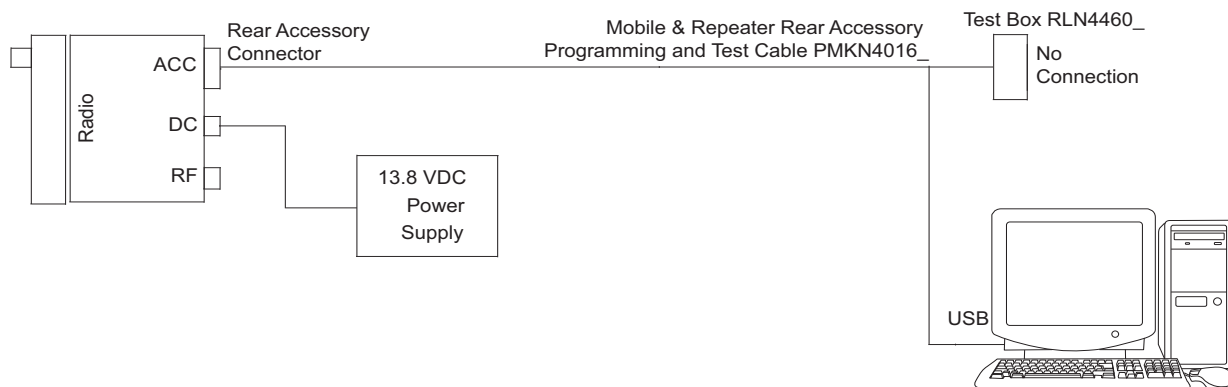 Rear Accessory
Connector
Mobile & Repeater Rear Accessory
Programming and Test Cable PMKN4016_
Test Box RLN4460_
No
Connection
Radio
ACC
DC
RF
13.8 VDC
Power
Supply
USB